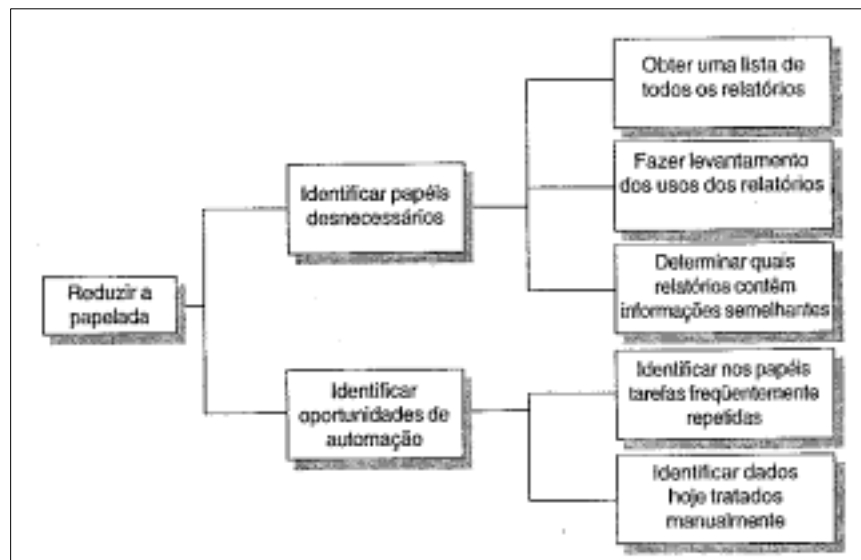 Reduzir a
papelada
Identificar papéis
desnecessários
Identificar
oportunidades de
automação
Obter uma lista de
todos os relatórios
Fazer levantamento
dos usos dos relatórios
Determinar quais
relatórios contêm
informações semelhantes
Identificar nos papéis
tarefas freqüentemente
repetidas
Identificar dados
hoje tratados
manualmente